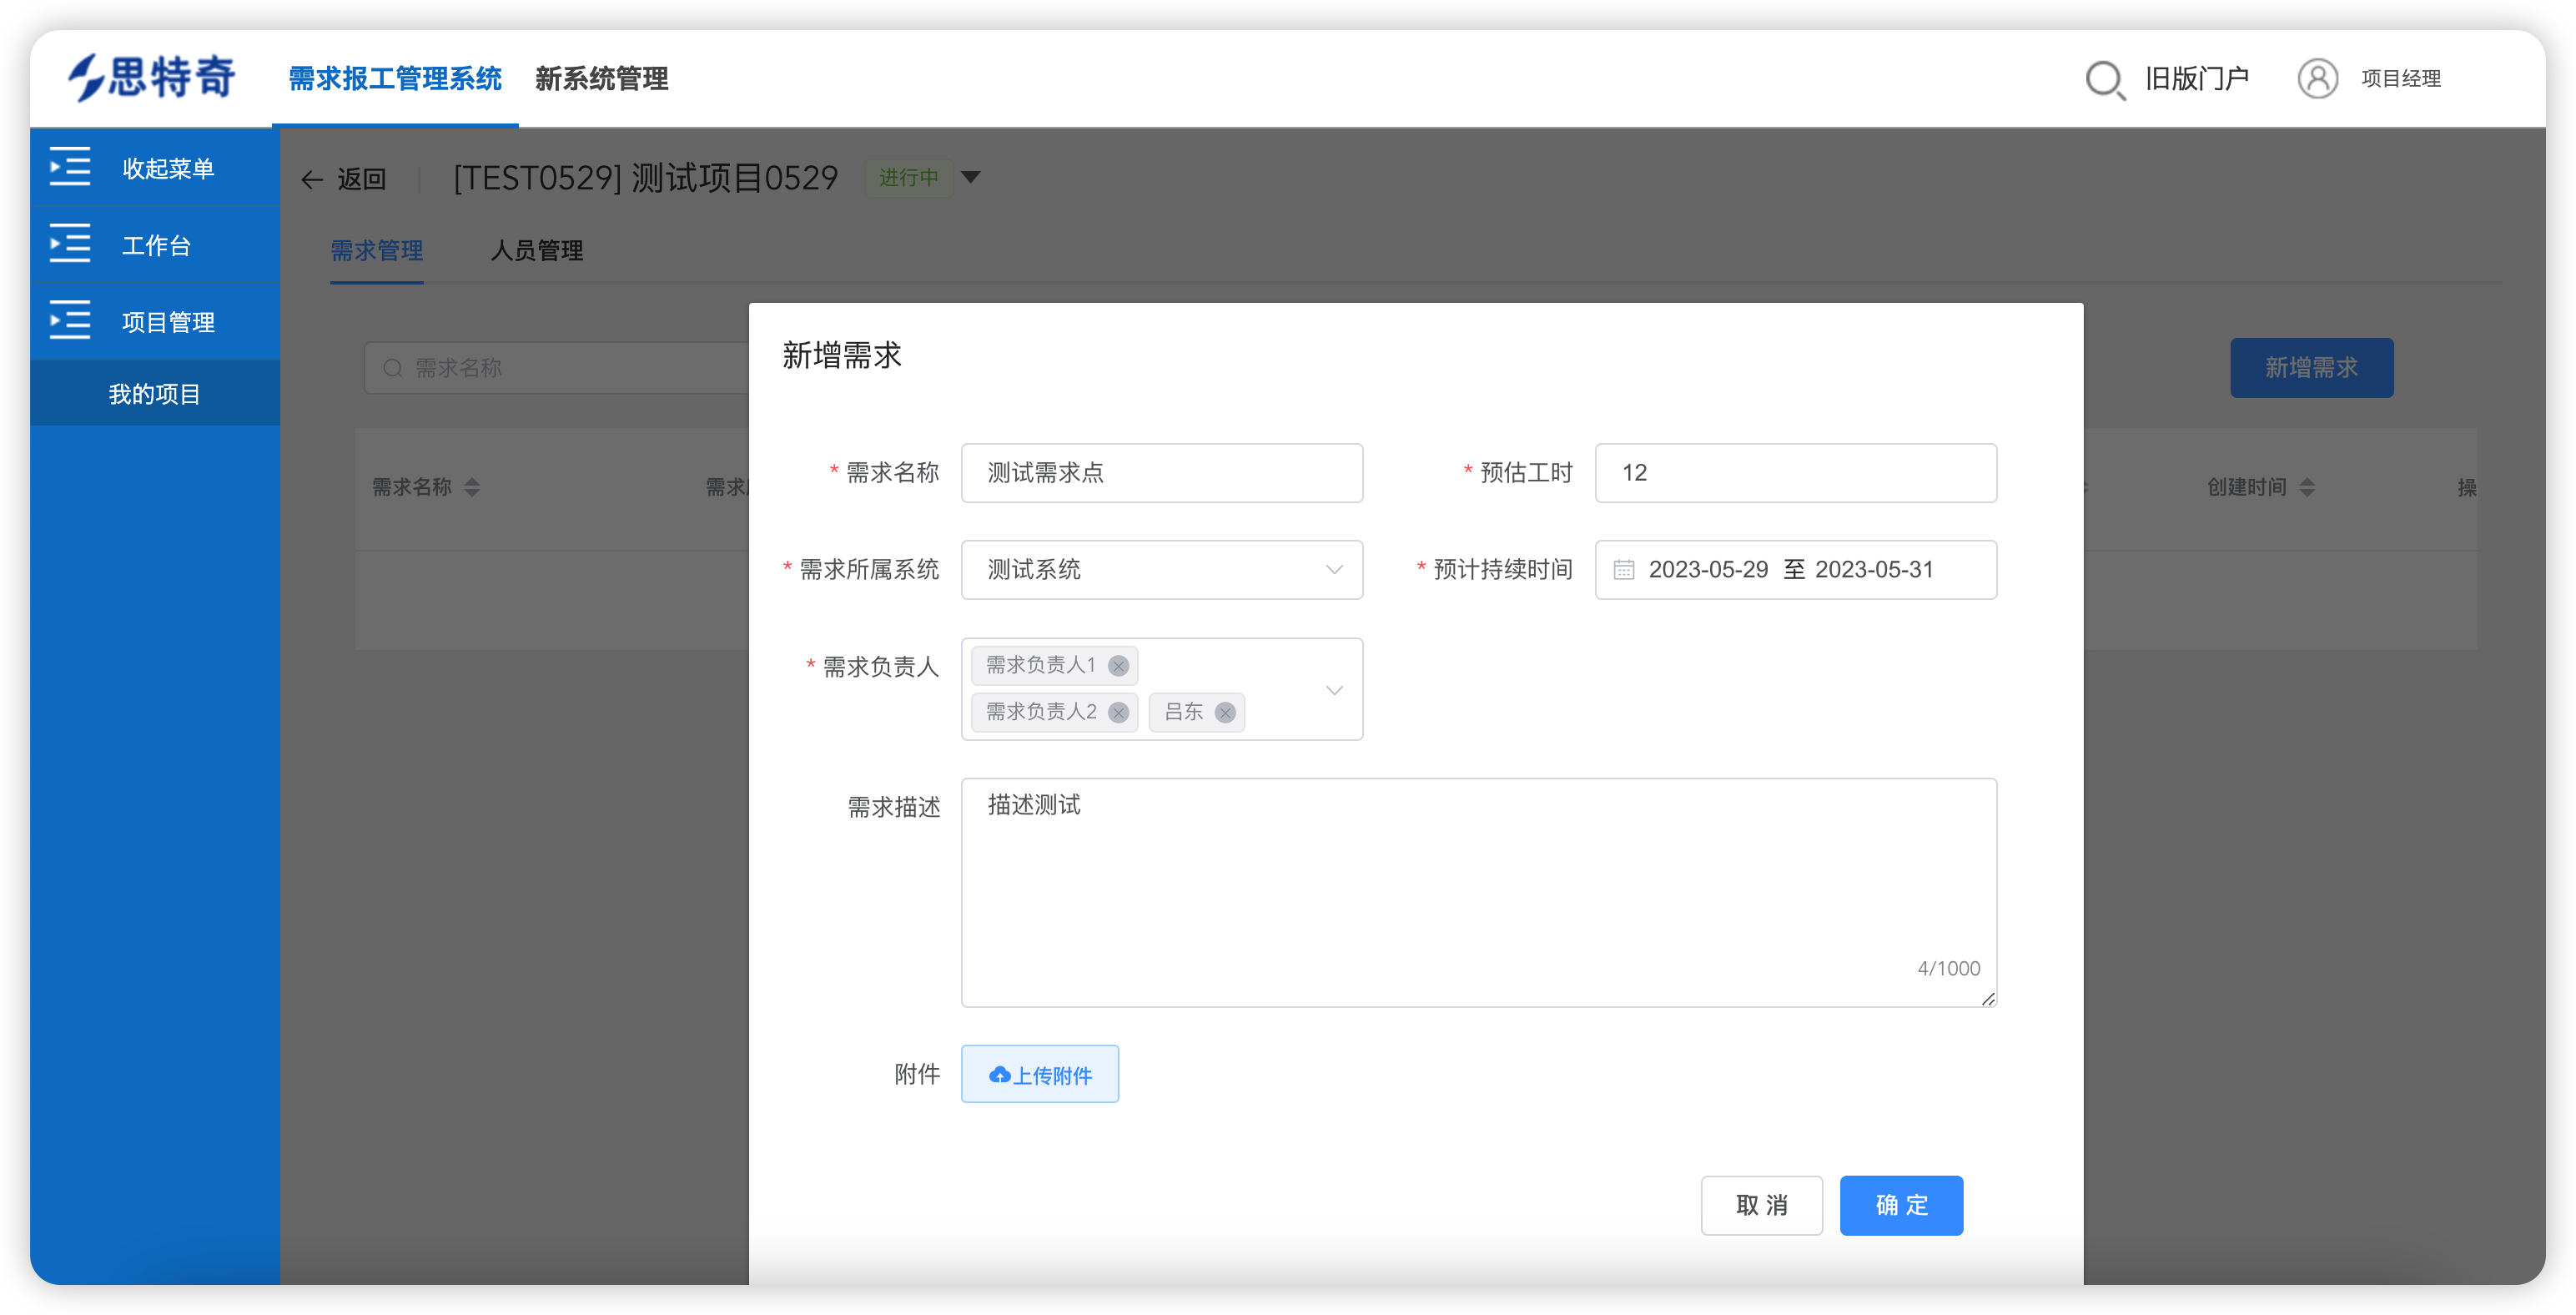 思特奇 需求报工管理系统 新系统管理 旧版门户 项目经理
收起菜单
工作台
项目管理
我的项目
返回 [TEST0529] 测试项目0529 进行中
需求管理 人员管理
需求名称 新增需求
需求名称 需求 创建时间 操
新增需求
* 需求名称 测试需求点 * 预估工时 12
* 需求所属系统 测试系统 * 预计持续时间 2023-05-29 至 2023-05-31
* 需求负责人 需求负责人1
需求负责人2 吕东
需求描述 描述测试
4/1000
附件 上传附件
取 消 确 定